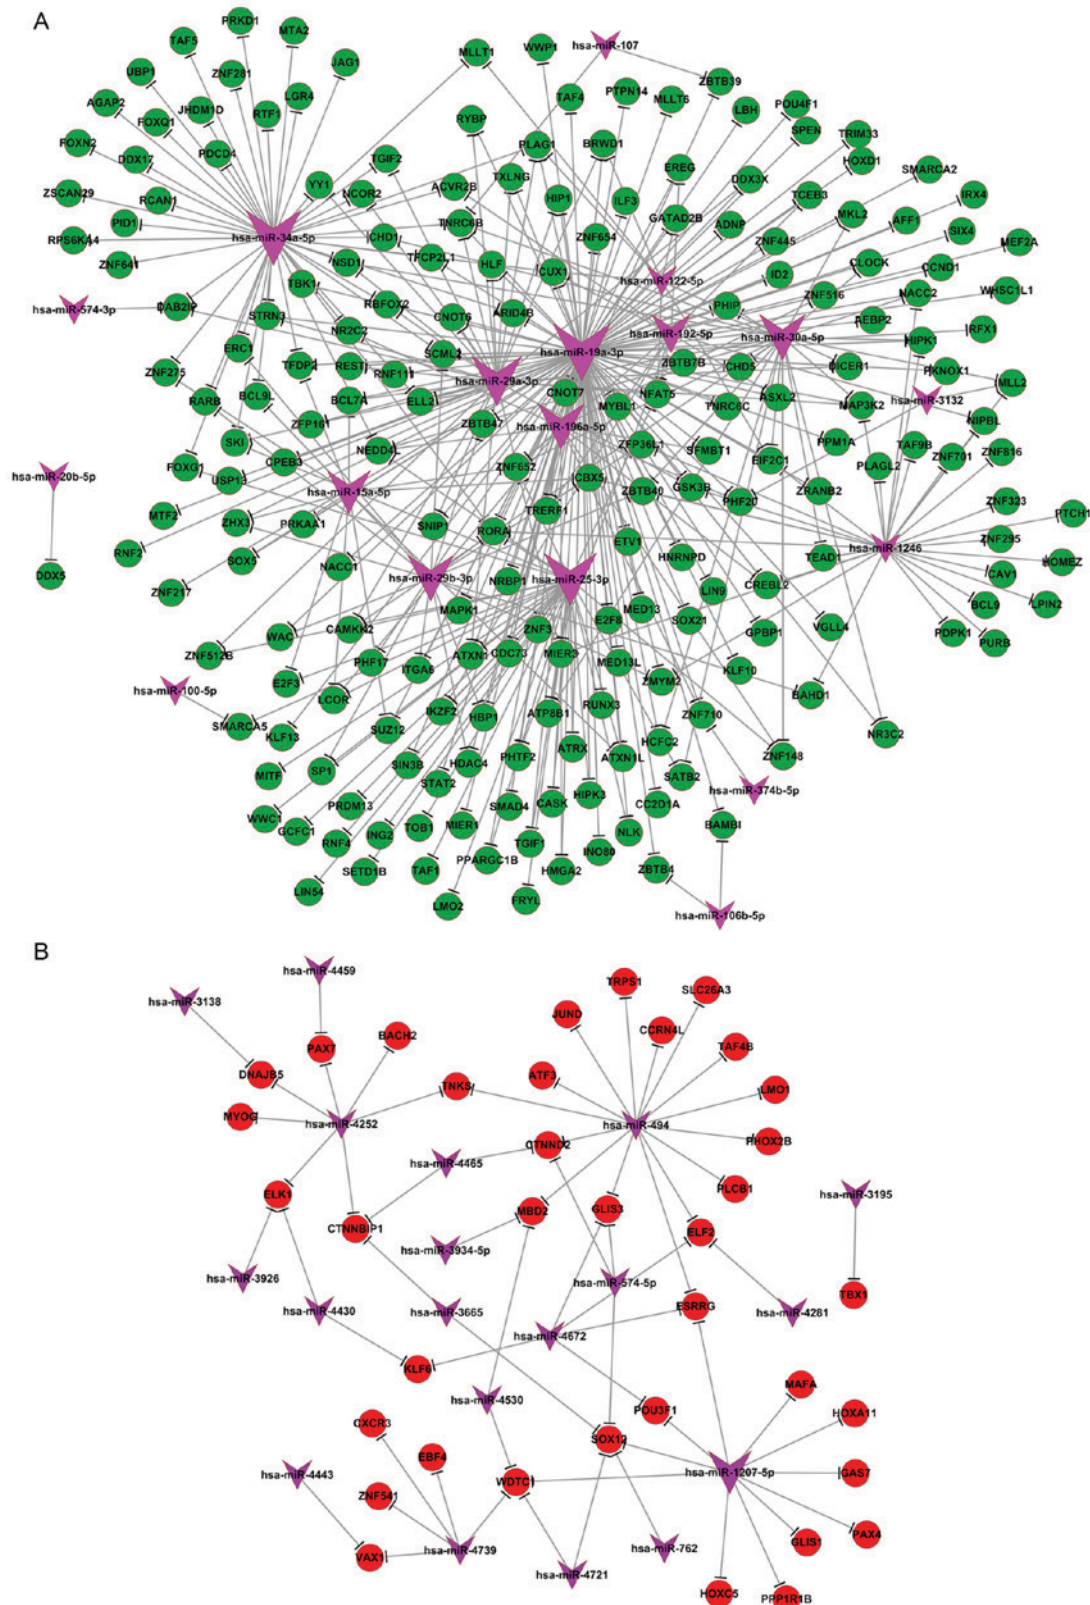 A
PRKD1
MTA2
TAF5
WWP1
hsa-miR-107
MLLT1
JAG1
ZNF281
UBP1
ZBTB39
LGR4
TAF4
PTPN14
MLLT6
AGAP2
JHDM1D
RTF1
LBH
POU4F1
FOXQ1
RYBP
SPEN
TRIM33
FOXN2
PDCD4
PLAG1
BRWD1
DDX17
TGIF2
EREG
HOXD1
SMARCA2
DDX3X
YY1
NCOR2
ACVR2B
TXLNG
TCEB3
ZSCAN29
RCAN1
HIP1
ILF3
IRX4
GATAD2B
MKL2
AFF1
PID1
TNRC6B
ADNP
RPS6KA4
hsa-miR-34a-5p
CHD1
ZNF654
ZNF445
SIX4
MEF2A
ZNF641
NSD1
TFCP2L1
HLF
CUX1
CLOCK
CCND1
TBK1
hsa-miR-122-5p
ID2
WHSC1L1
hsa-miR-574-3p
DAB2IP
RBFOX2
PHIP
ZNF516
NACC2
STRN3
CNOT6
ARID4B
AEBP2
NR2C2
hsa-miR-192-5p
hsa-miR-30a-5p
RFX1
ERC1
SCML2
hsa-miR-19a-3p
HIPK1
ZNF275
TFDP2
REST
ZBTB7B
CHD5
DICER1
PKNOX1
RNF111
hsa-miR-29a-3p
MLL2
RARB
BCL9L
BCL7A
ELL2
CNOT7
NFAT5
ASXL2
MAP3K2
hsa-miR-3132
MYBL1
TNRC6C
NIPBL
ZFP161
ZBTB47
hsa-miR-196a-5p
SKI
NEDD4L
ZFP36L1
SFMBT1
PPM1A
TAF9B
FOXG1
CPEB3
ZNF652
EIF2C1
PLAGL2
ZNF701
ZNF816
hsa-miR-20b-5p
USP13
CBX5
ZBTB40
GSK3B
PHF20
ZRANB2
hsa-miR-15a-5p
ZNF323
MTF2
ZHX3
PRKAA1
SNIP1
TRERF1
PTCH1
RNF2
SOX5
RORA
ETV1
ZNF295
hsa-miR-1246
HNRNPD
TEAD1
HOMEZ
DDX5
NACC1
hsa-miR-29b-3p
NRBP1
hsa-miR-25-3p
CREBL2
CAV1
ZNF217
LIN9
BCL9
LPIN2
MAPK1
E2F8
MED13
SOX21
PDPK1
PURB
WAC
CAMKK2
ZNF3
GPBP1
VGLL4
ZNF512B
PHF17
ATXN1
CDC73
MIER3
MED13L
E2F3
ITGA6
ZMYM2
KLF10
hsa-miR-100-5p
LCOR
BAHD1
SMARCA5
IKZF2
HBP1
ATP8B1
RUNX3
ZNF710
KLF13
SUZ12
NR3C2
MITF
SP1
SIN3B
HDAC4
PHTF2
ATRX
ATXN1L
HCFC2
ZNF148
STAT2
SATB2
hsa-miR-374b-5p
WWC1
PRDM13
SMAD4
CASK
HIPK3
CC2D1A
GCFC1
TOB1
MIER1
BAMBI
RNF4
ING2
TGIF1
INO80
NLK
SETD1B
TAF1
PPARGC1B
HMGA2
ZBTB4
LIN54
LMO2
FRYL
hsa-miR-106b-5p
B
hsa-miR-4459
TRPS1
SLC26A3
hsa-miR-3138
JUND
CCRN4L
PAX7
BACH2
TAF4B
DNAJB5
ATF3
TNKS
LMO1
MYOG
hsa-miR-4252
hsa-miR-494
CTNND2
PHOX2B
hsa-miR-4465
PLCB1
hsa-miR-3195
ELK1
MBD2
GLIS3
CTNNBIP1
ELF2
hsa-miR-3934-5p
hsa-miR-3926
hsa-miR-574-5p
TBX1
hsa-miR-4430
hsa-miR-3665
ESRRG
hsa-miR-4281
hsa-miR-4672
KLF6
MAFA
hsa-miR-4530
POU3F1
HOXA11
CXCR3
SOX12
EBF4
hsa-miR-4443
WDTC1
hsa-miR-1207-5p
GAS7
ZNF541
PAX4
GLIS1
VAX1
hsa-miR-4739
hsa-miR-762
hsa-miR-4721
HOXC5
PPP1R1B